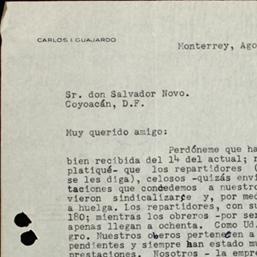 CARLOS I. GUAJARDO
Monterrey, Ago
Sr. don Salvador Novo.
Coyoacán, D.F.
Muy querido amigo:
Perdóneme que ha
bien recibida del 14 del actual; m
platiqué- que los repartidores (
se les diga), celosos -quizás envi
taciones que concedemos a nuestro
vieron sindicalizarse y, por med
a huelga. Los repartidores, con su
180; mientras los obreros -por ser
apenas llegan a ochenta. Como Ud.
gro. Nuestros obreros pertenecen a
pendientes y siempre han estado mu
prestaciones. Nosotros - la empre